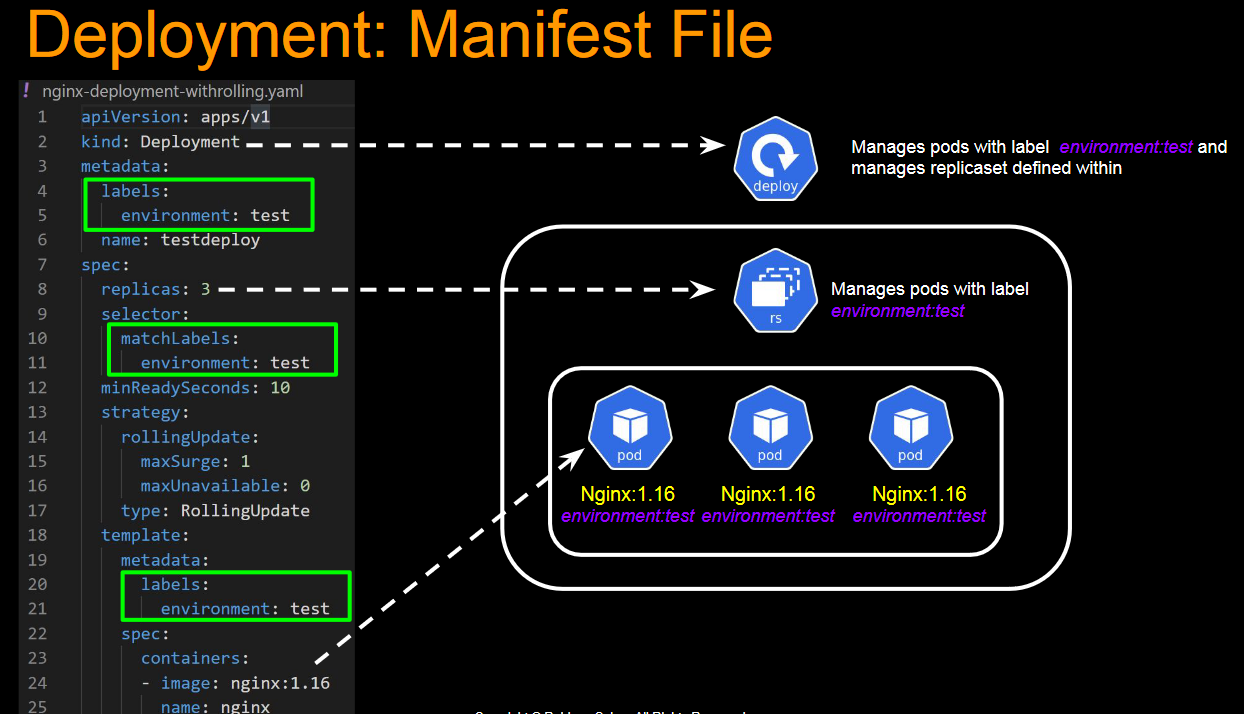 Deployment: Manifest File
! nginx-deployment-withrolling.yaml
1 apiVersion: apps/v1
2 kind: Deployment
3 metadata:
4 labels:
5 environment: test
6 name: testdeploy
7 spec:
8 replicas: 3
9 selector:
10 matchLabels:
11 environment: test
12 minReadySeconds: 10
13 strategy:
14 rollingUpdate:
15 maxSurge: 1
16 maxUnavailable: 0
17 type: RollingUpdate
18 template:
19 metadata:
20 labels:
21 environment: test
22 spec:
23 containers:
24 - image: nginx:1.16
25 name: nginx
deploy
Manages pods with label environment:test and
manages replicaset defined within
rs
Manages pods with label
environment:test
pod pod pod
Nginx:1.16 Nginx:1.16 Nginx:1.16
environment:test environment:test environment:test